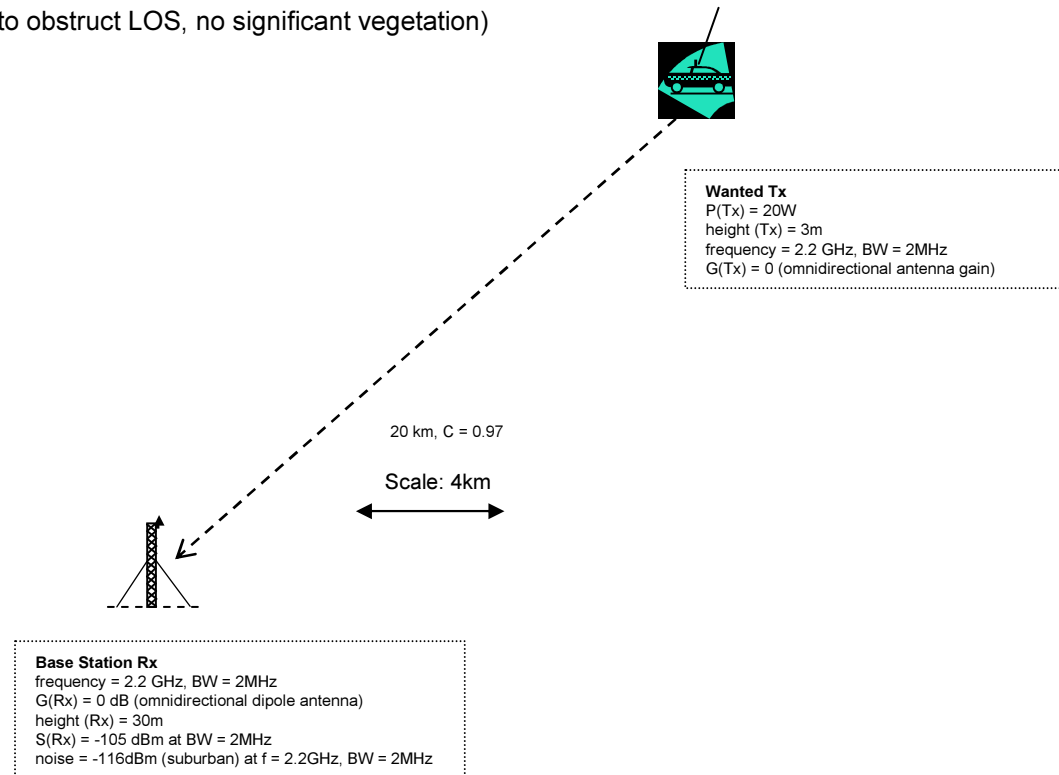 to obstruct LOS, no significant vegetation)
Wanted Tx
P(Tx) = 20W
height (Tx) = 3m
frequency = 2.2 GHz, BW = 2MHz
G(Tx) = 0 (omnidirectional antenna gain)
20 km, C = 0.97
Scale: 4km
Base Station Rx
frequency = 2.2 GHz, BW = 2MHz
G(Rx) = 0 dB (omnidirectional dipole antenna)
height (Rx) = 30m
S(Rx) = -105 dBm at BW = 2MHz
noise = -116dBm (suburban) at f = 2.2GHz, BW = 2MHz